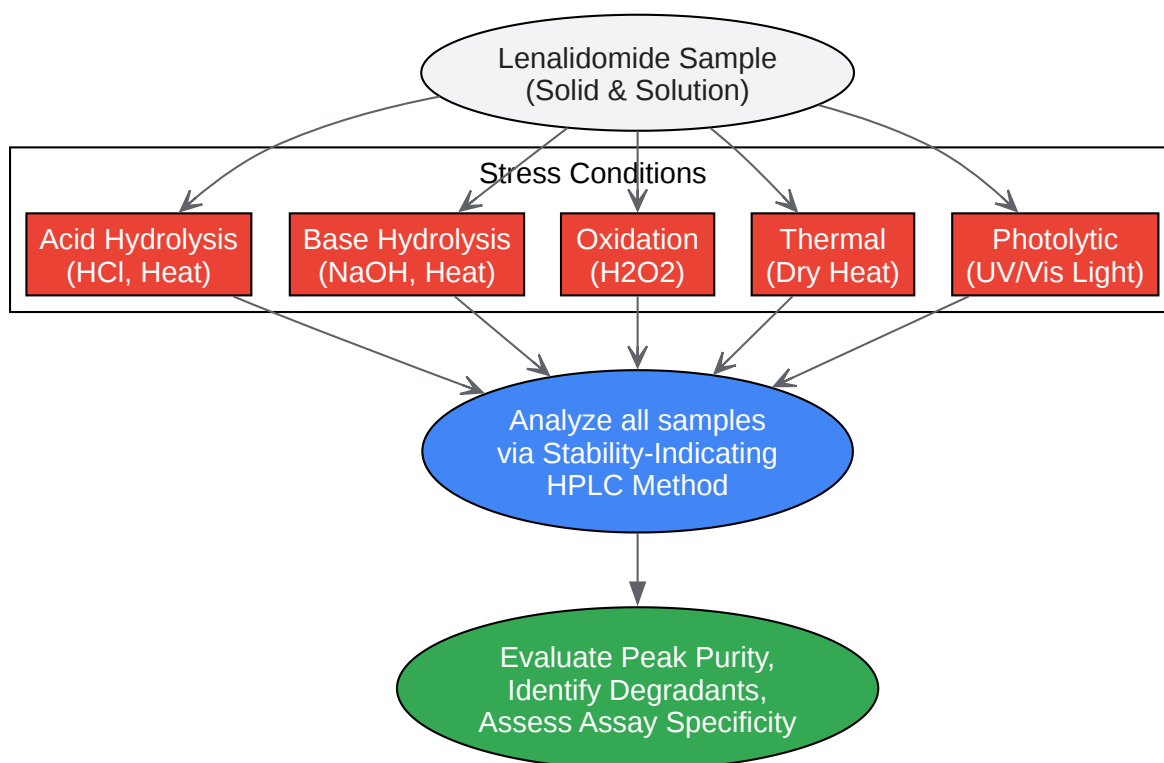 Lenalidomide Sample
(Solid & Solution)
Stress Conditions
Acid Hydrolysis
(HCl, Heat)
Base Hydrolysis
(NaOH, Heat)
Oxidation
(H2O2)
Thermal
(Dry Heat)
Photolytic
(UV/Vis Light)
Analyze all samples
via Stability-Indicating
HPLC Method
Evaluate Peak Purity,
Identify Degradants,
Assess Assay Specificity